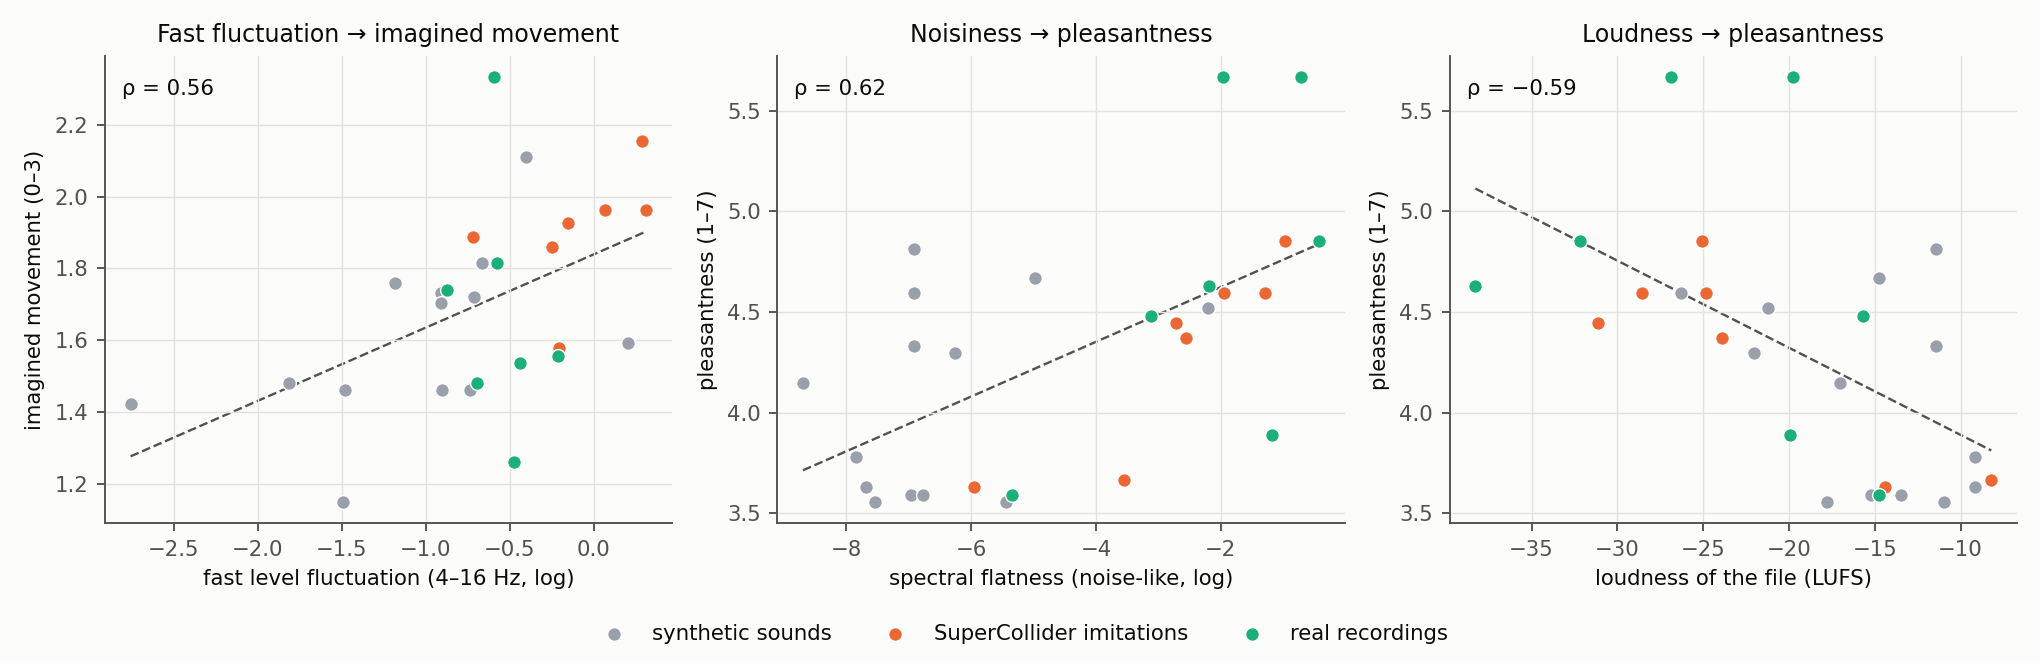 Fast fluctuation → imagined movement
ρ = 0.56
imagined movement (0–3)
2.2
2.0
1.8
1.6
1.4
1.2
−2.5 −2.0 −1.5 −1.0 −0.5 0.0
fast level fluctuation (4–16 Hz, log)
Noisiness → pleasantness
ρ = 0.62
pleasantness (1–7)
5.5
5.0
4.5
4.0
3.5
−8 −6 −4 −2
spectral flatness (noise-like, log)
Loudness → pleasantness
ρ = −0.59
pleasantness (1–7)
5.5
5.0
4.5
4.0
3.5
−35 −30 −25 −20 −15 −10
loudness of the file (LUFS)
synthetic sounds SuperCollider imitations real recordings